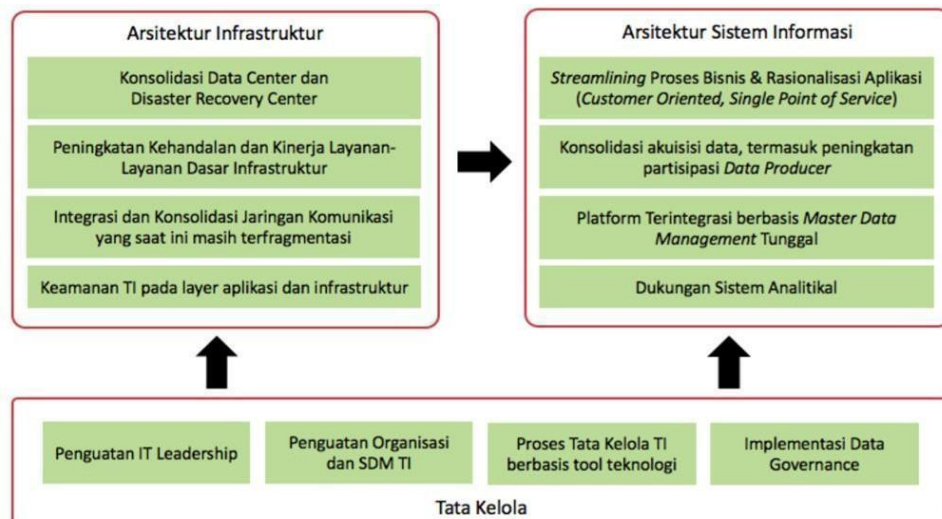 Arsitektur Infrastruktur
Konsolidasi Data Center dan
Disaster Recovery Center
Peningkatan Kehandalan dan Kinerja Layanan-
Layanan Dasar Infrastruktur
Integrasi dan Konsolidasi Jaringan Komunikasi
yang saat ini masih terfragmentasi
Keamanan TI pada layer aplikasi dan infrastruktur
Arsitektur Sistem Informasi
Streamlining Proses Bisnis & Rasionalisasi Aplikasi
(Customer Oriented, Single Point of Service)
Konsolidasi akuisisi data, termasuk peningkatan
partisipasi Data Producer
Platform Terintegrasi berbasis Master Data
Management Tunggal
Dukungan Sistem Analitikal
Penguatan IT Leadership
Penguatan Organisasi
dan SDM TI
Proses Tata Kelola TI
berbasis tool teknologi
Implementasi Data
Governance
Tata Kelola